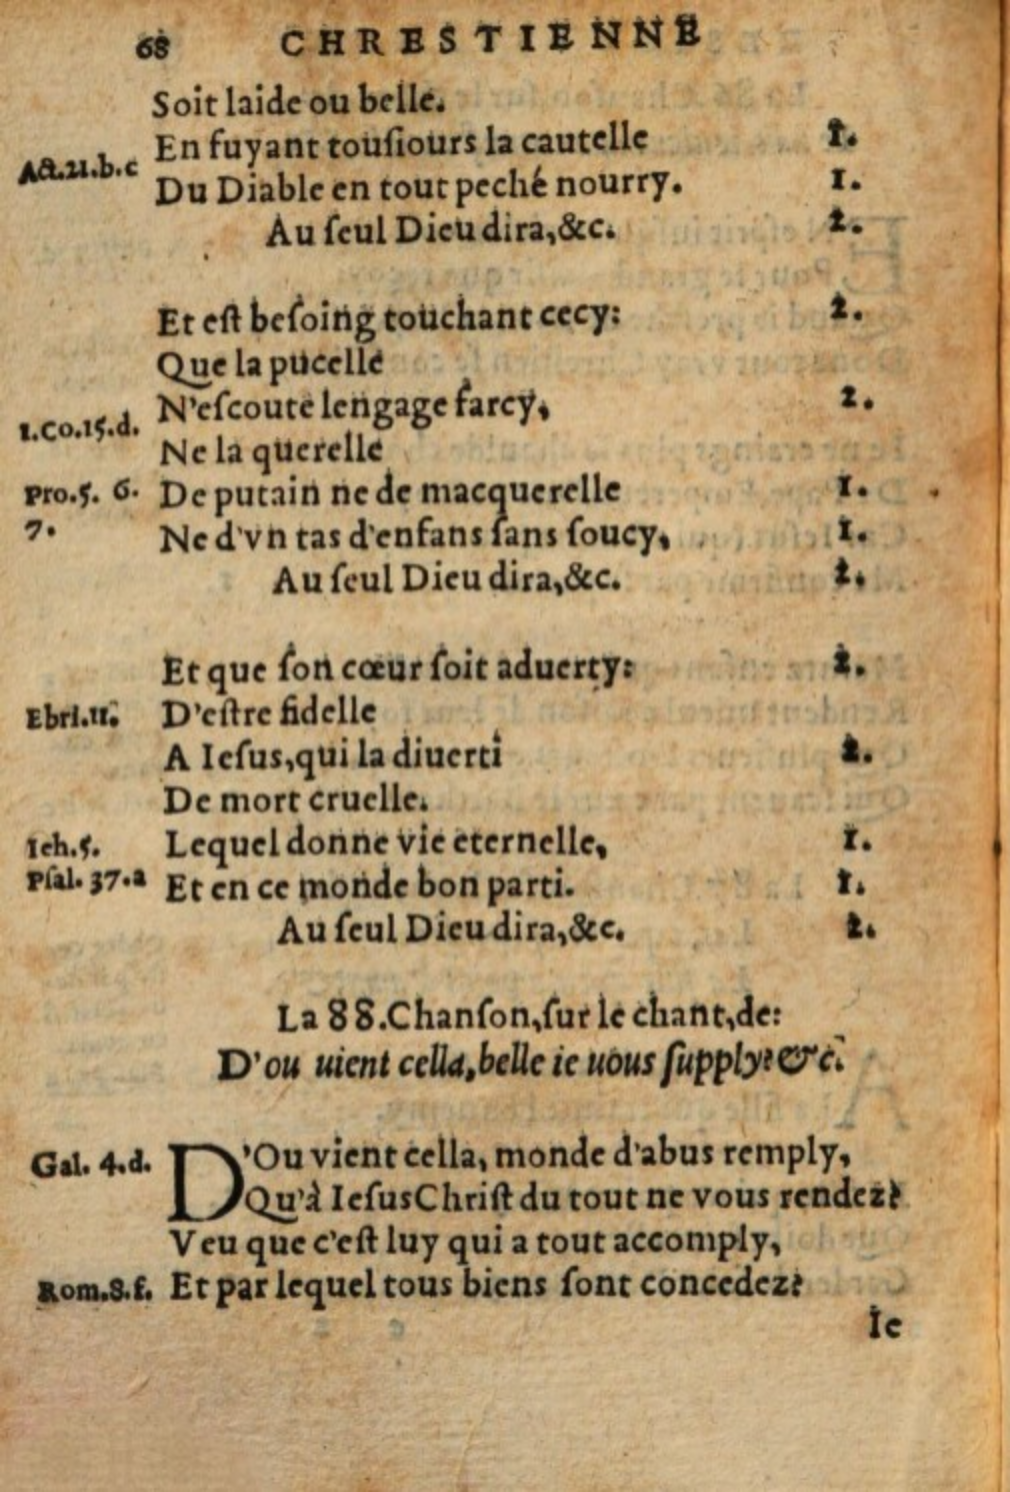 68 CHRESTIENNE
Soit laide ou belle.
En fuyant touſiours la cautelle 1.
Act.21.b.c
Du Diable en tout peché nourry. 1.
Au ſeul Dieu dira,&c. 2.
Et eſt beſoing touchant cecy: 2.
Que la pucelle
N'eſcoute lengage farcy, 2.
1.Co.15.d.
Ne la querelle
Pro.5. 6. De putain ne de macquerelle 1.
7. Ne d'vn tas d'enfans ſans ſoucy, 1.
Au ſeul Dieu dira,&c. 2.
Et que ſon cœur ſoit aduerty: 2.
Ebri.11. D'eſtre fidelle
A Ieſus,qui la diuerti 2.
De mort cruelle.
Ieh.5. Lequel donne vie eternelle, 1.
Pſal. 37.a Et en ce monde bon parti. 1.
Au ſeul Dieu dira,&c. 2.
La 88.Chanſon,ſur le chant,de:
D'ou uient cella,belle ie uous ſupply?&c.
Gal. 4.d. D'Ou vient cella, monde d'abus remply,
Qu'à IeſusChriſt du tout ne vous rendez?
Veu que c'eſt luy qui a tout accomply,
Rom.8.f. Et par lequel tous biens ſont concedez?
Ie